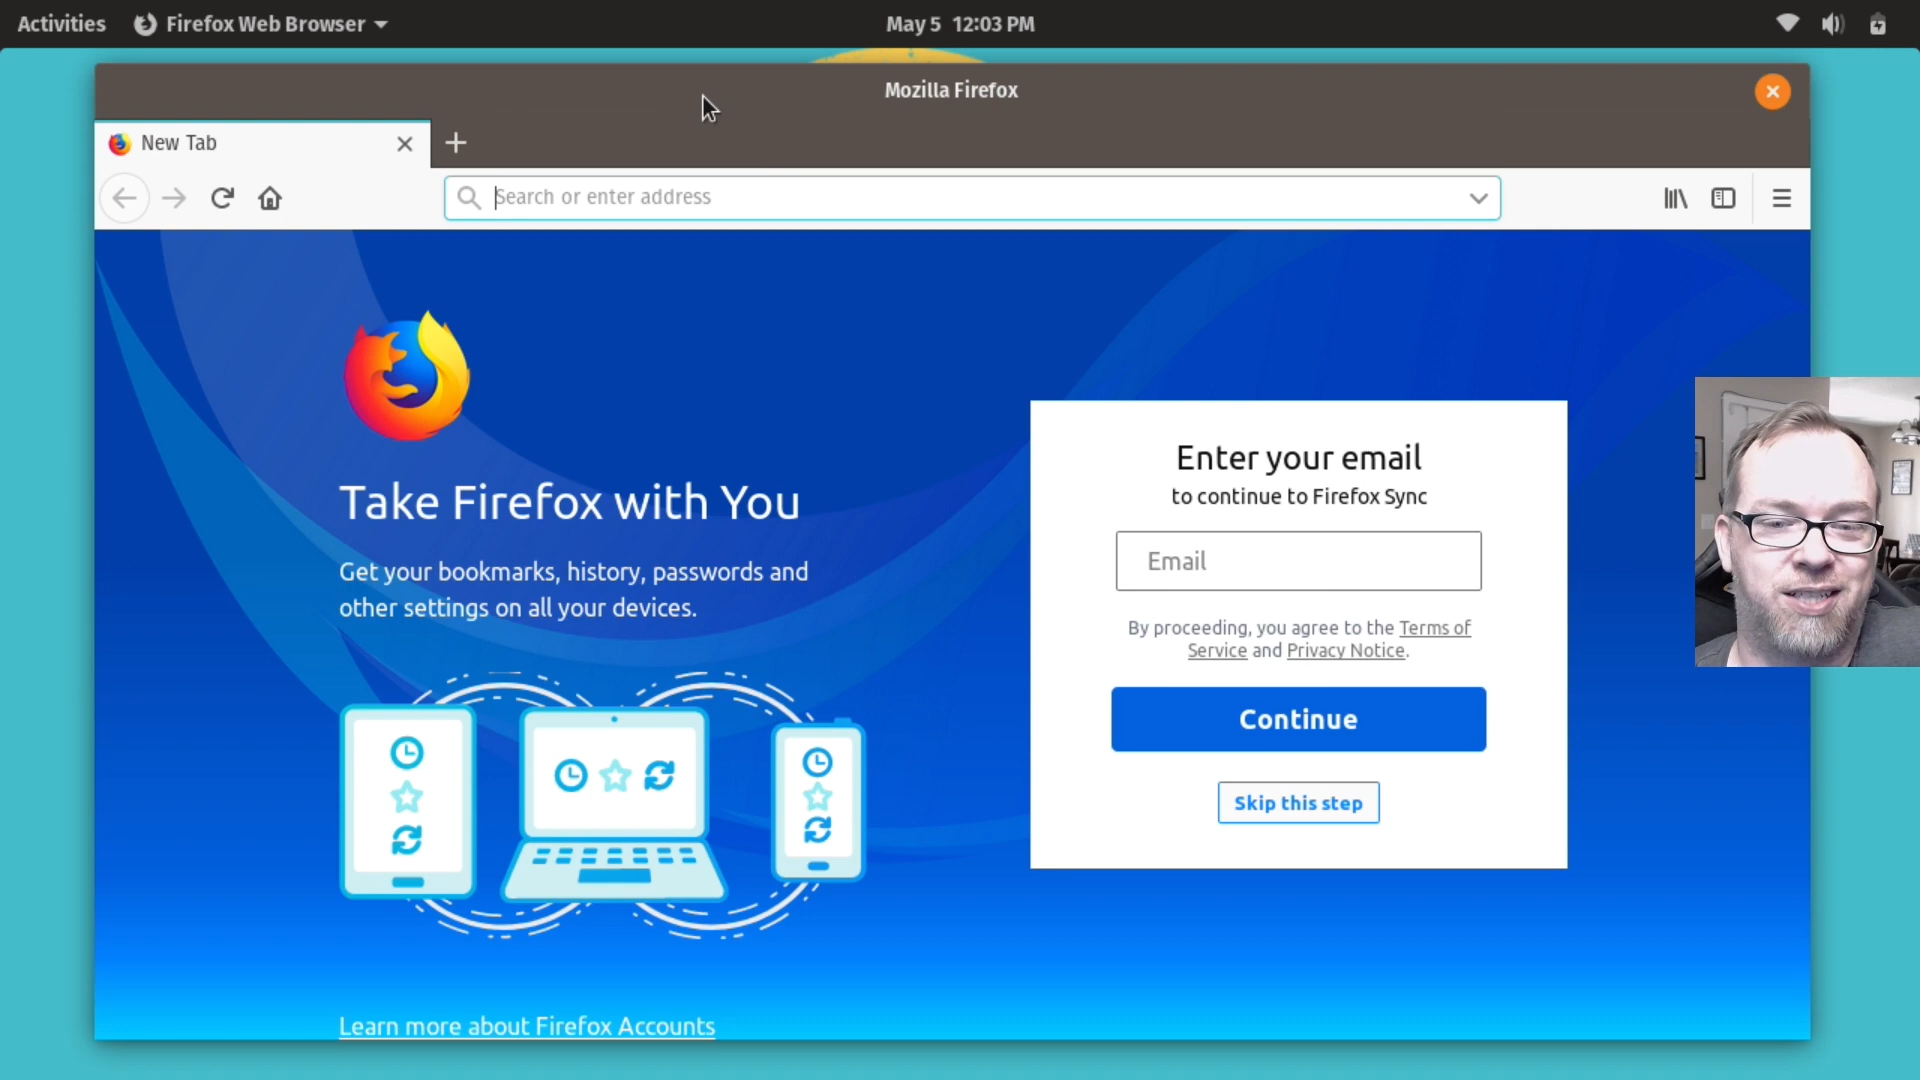 Activities
Firefox Web Browser
May 5 12:03 PM
Mozilla Firefox
New Tab
Search or enter address
Take Firefox with You
Get your bookmarks, history, passwords and
other settings on all your devices.
Learn more about Firefox Accounts
Enter your email
to continue to Firefox Sync
Email
By proceeding, you agree to the Terms of
Service and Privacy Notice.
Continue
Skip this step